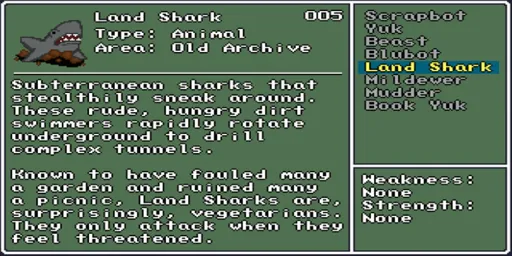 Land Shark 005
Type: Animal
Area: Old Archive
Subterranean sharks that
stealthily sneak around.
These rude, hungry dirt
swimmers rapidly rotate
underground to drill
complex tunnels.
Known to have fouled many
a garden and ruined many
a picnic, Land Sharks are,
surprisingly, vegetarians.
They only attack when they
feel threatened.
Scrapbot
Yuk
Beast
Blubot
Land Shark
Mildewer
Mudder
Book Yuk
Weakness:
None
Strength:
None